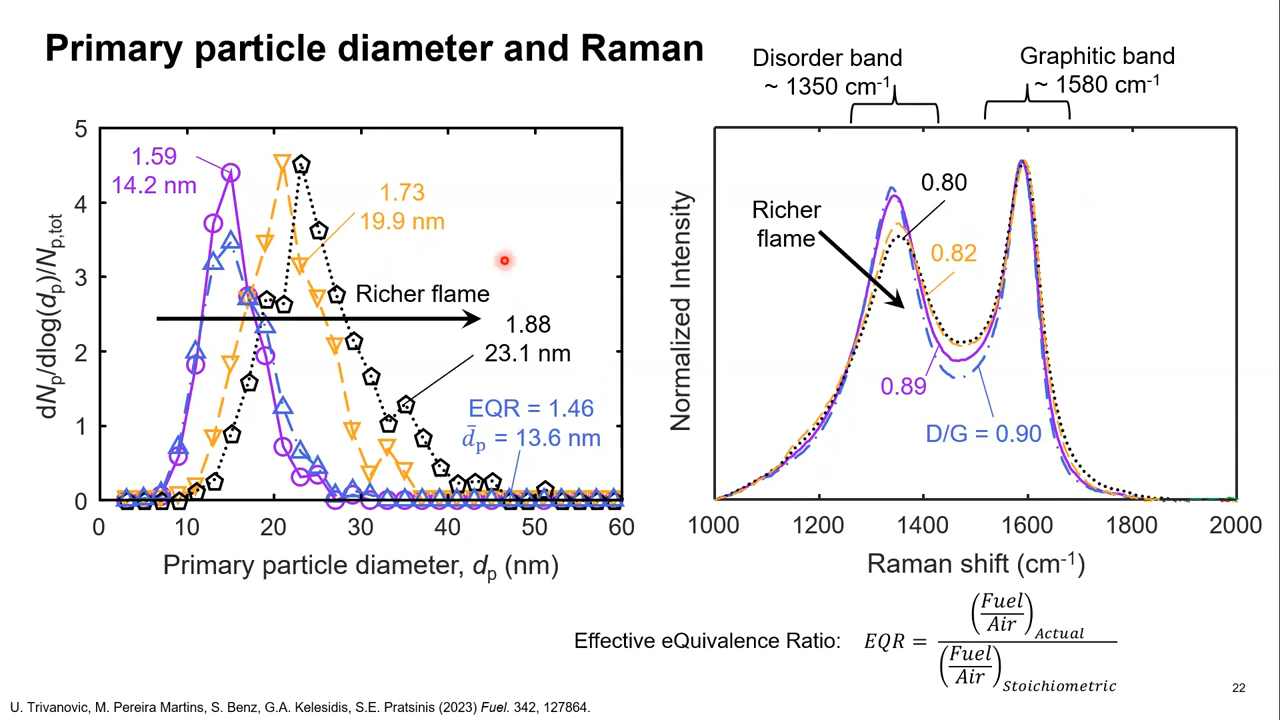 Primary particle diameter and Raman
Disorder band
~ 1350 cm-1
Graphitic band
~ 1580 cm-1
1.59
14.2 nm
1.73
19.9 nm
Richer flame
1.88
23.1 nm
EQR = 1.46
d̄p = 13.6 nm
5
4
3
2
1
0
0 10 20 30 40 50 60
dNp/dlog(dp)/Np,tot
Primary particle diameter, dp (nm)
Richer
flame
0.80
0.82
0.89
D/G = 0.90
Normalized Intensity
1000 1200 1400 1600 1800 2000
Raman shift (cm-1)
Effective eQuivalence Ratio: EQR = (Fuel/Air)Actual / (Fuel/Air)Stoichiometric
22
U. Trivanovic, M. Pereira Martins, S. Benz, G.A. Kelesidis, S.E. Pratsinis (2023) Fuel. 342, 127864.